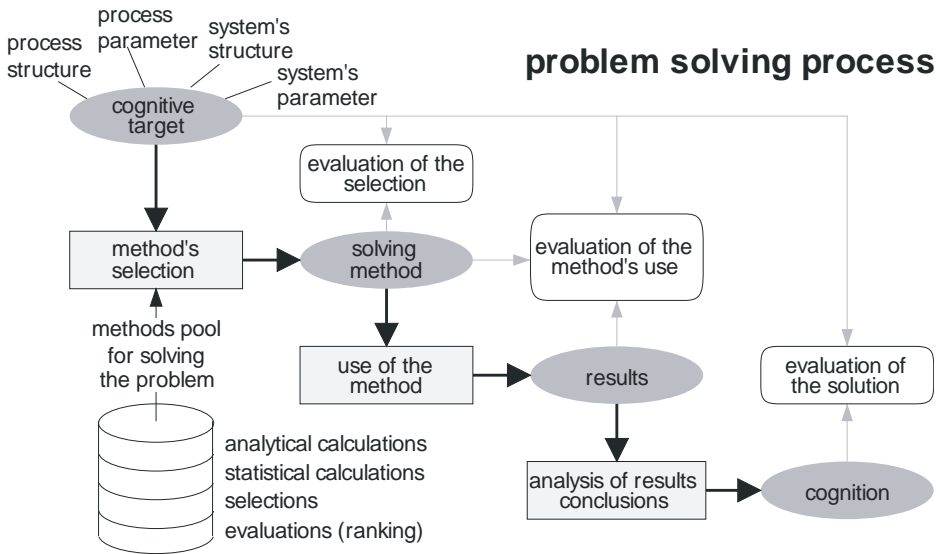 process
structure
process
parameter
system's
structure
system's
parameter
problem solving process
cognitive
target
evaluation of the
selection
method's
selection
solving
method
evaluation of the
method's use
methods pool
for solving
the problem
use of the
method
results
evaluation of
the solution
analytical calculations
statistical calculations
selections
evaluations (ranking)
analysis of results
conclusions
cognition